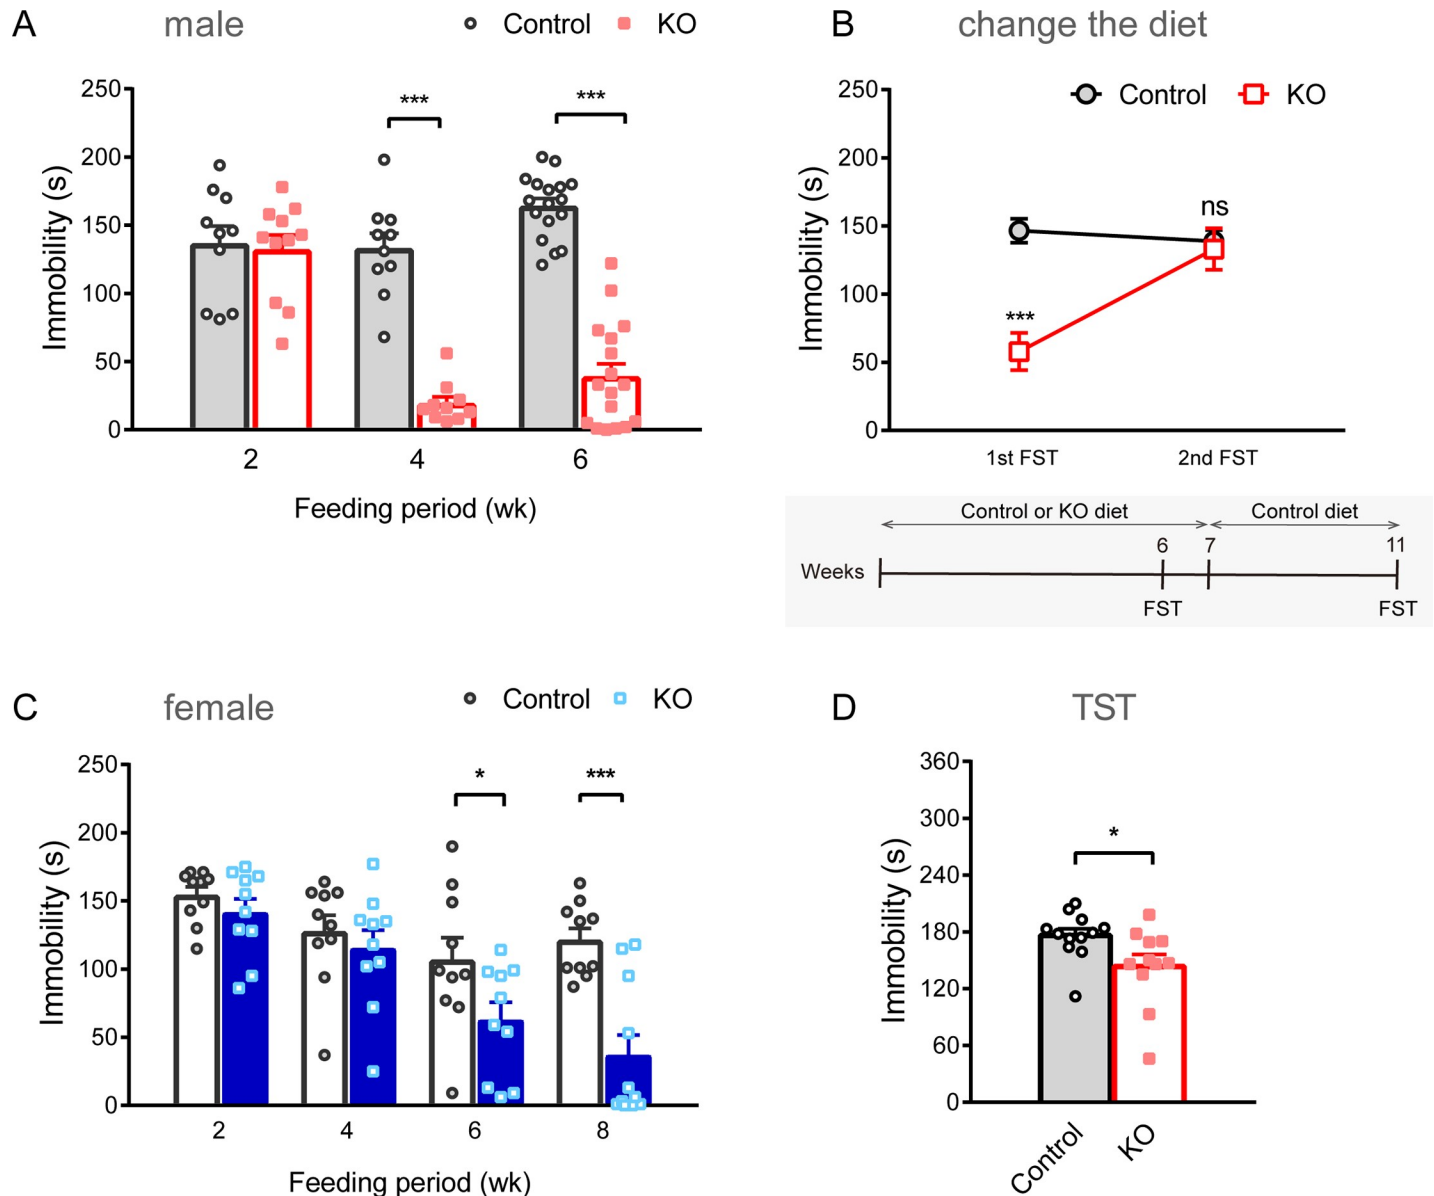 A male Control KO
250
200
150
100
50
0
Immobility (s)
*** ***
2 4 6
Feeding period (wk)
B change the diet
Control KO
250
200
150
100
50
0
Immobility (s)
***
ns
1st FST 2nd FST
Control or KO diet Control diet
6 7 11
Weeks
FST FST
C female Control KO
250
200
150
100
50
0
Immobility (s)
* ***
2 4 6 8
Feeding period (wk)
D TST
360
300
240
180
120
60
0
Immobility (s)
*
Control KO